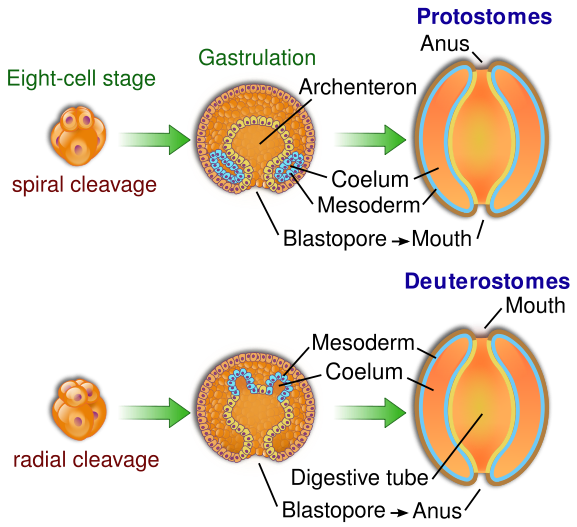 Protostomes
Anus
Gastrulation
Eight-cell stage
Archenteron
spiral cleavage
Coelum
Mesoderm
Blastopore → Mouth
Deuterostomes
Mouth
Mesoderm
Coelum
radial cleavage
Digestive tube
Blastopore → Anus